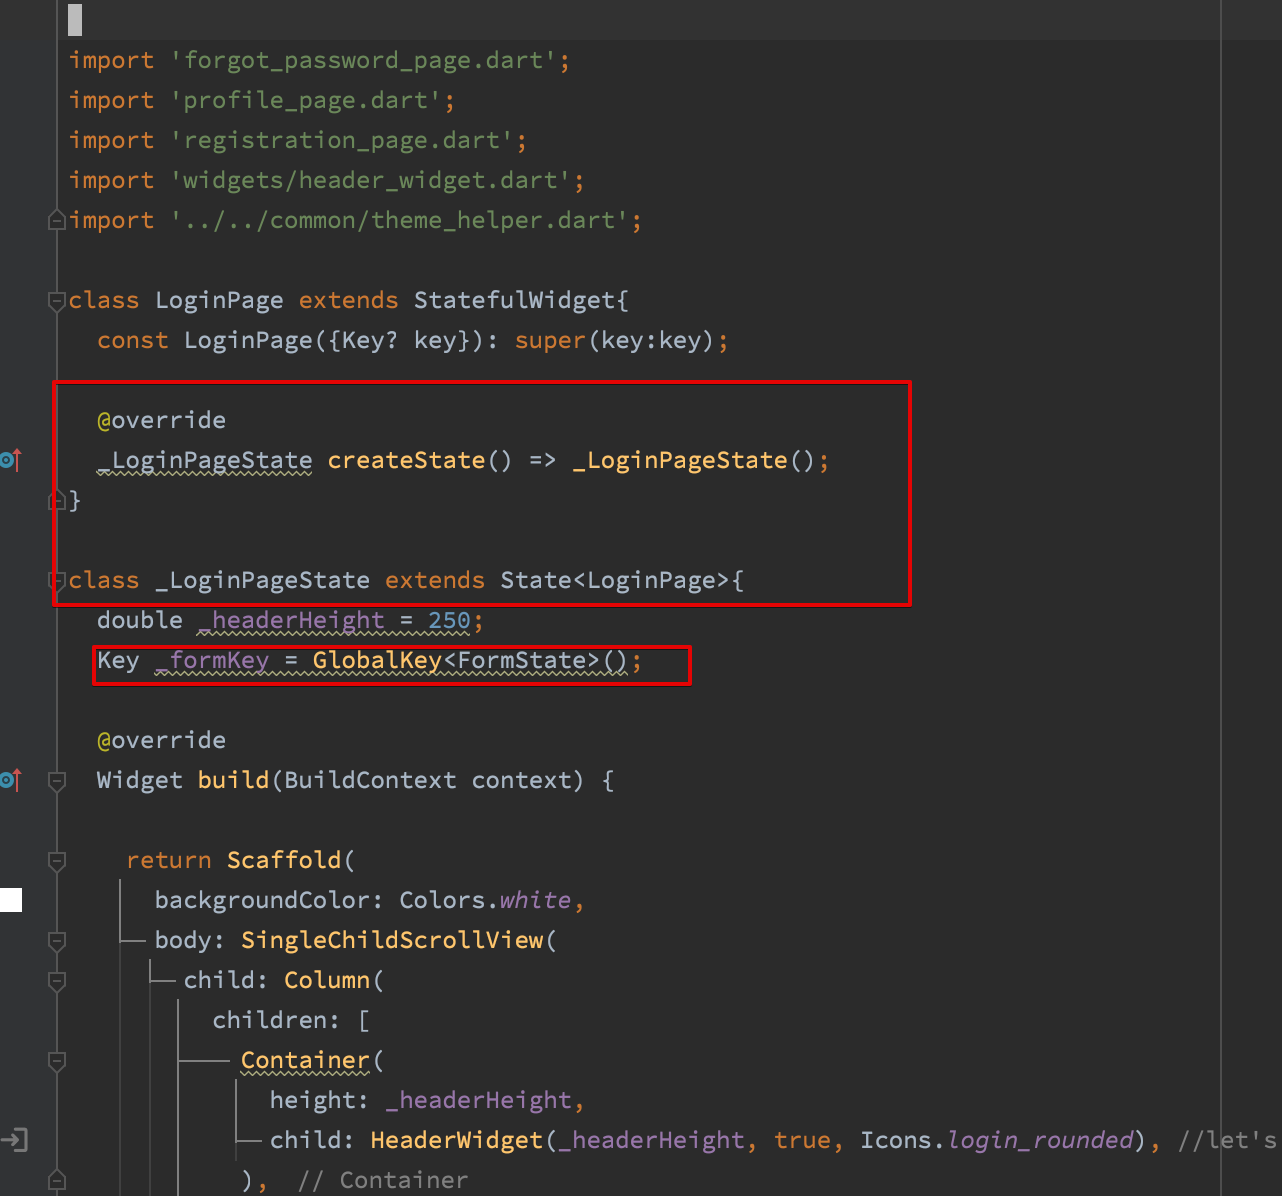 import 'forgot_password_page.dart';
import 'profile_page.dart';
import 'registration_page.dart';
import 'widgets/header_widget.dart';
import '../../common/theme_helper.dart';
class LoginPage extends StatefulWidget{
const LoginPage({Key? key}): super(key:key);
@override
_LoginPageState createState() => _LoginPageState();
}
class _LoginPageState extends State<LoginPage>{
double _headerHeight = 250;
Key _formKey = GlobalKey<FormState>();
@override
Widget build(BuildContext context) {
return Scaffold(
backgroundColor: Colors.white,
body: SingleChildScrollView(
child: Column(
children: [
Container(
height: _headerHeight,
child: HeaderWidget(_headerHeight, true, Icons.login_rounded), //let's
), // Container